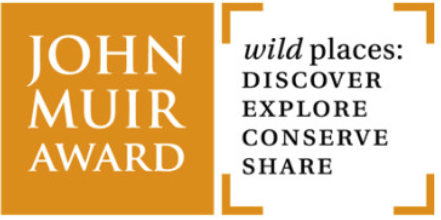 JOHN
MUIR
AWARD
wild places:
DISCOVER
EXPLORE
CONSERVE
SHARE